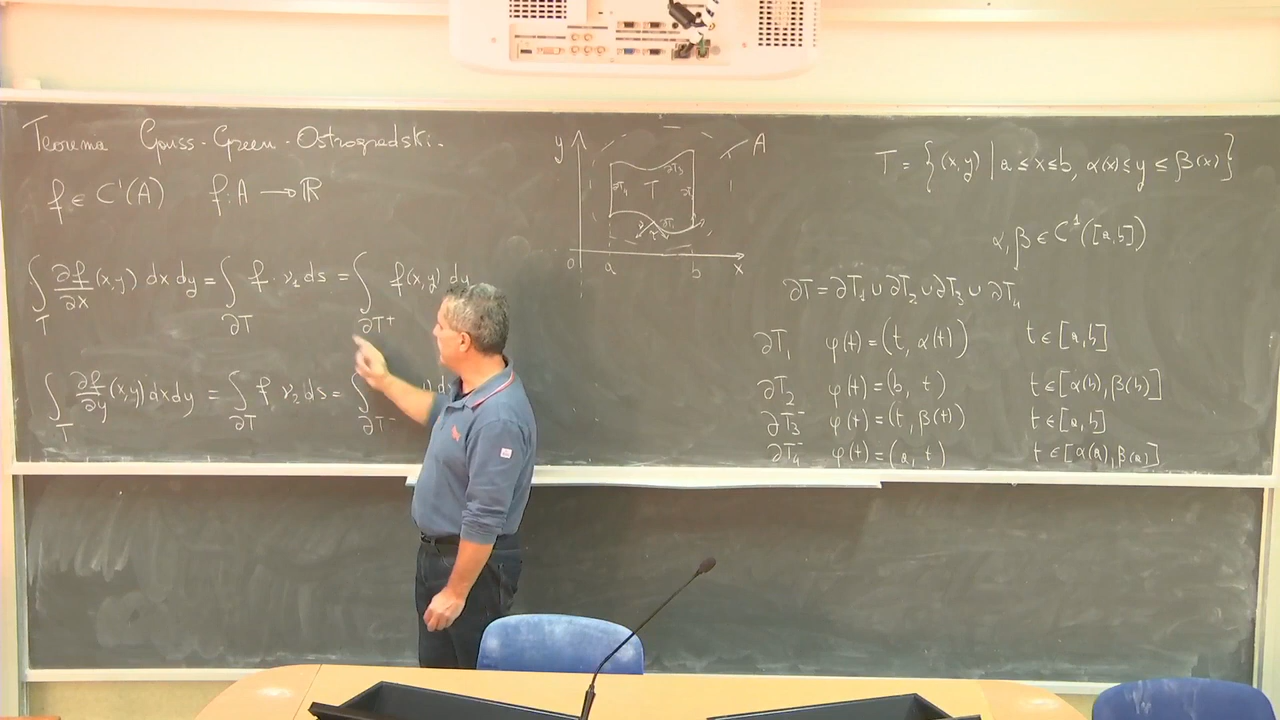 Teorema Gauss-Green-Ostrogradski.
f ∈ C¹(A) f: A → ℝ
∫_T ∂f/∂x (x,y) dx dy = ∫_∂T f · ν₁ ds = ∫_∂T⁺ f(x,y) dy
∫_T ∂f/∂y (x,y) dx dy = ∫_∂T f ν₂ ds = ∫_∂T⁻
y
A
∂T₃
∂T₄ T
∂T₁
0 a b x
T = {(x,y) | a ≤ x ≤ b, α(x) ≤ y ≤ β(x)}
α, β ∈ C¹([a,b])
∂T = ∂T₁ ∪ ∂T₂ ∪ ∂T₃ ∪ ∂T₄
∂T₁ φ(t) = (t, α(t)) t ∈ [a,b]
∂T₂ φ(t) = (b, t) t ∈ [α(b), β(b)]
∂T₃⁻ φ(t) = (t, β(t)) t ∈ [a,b]
∂T₄⁻ φ(t) = (a, t) t ∈ [α(a), β(a)]